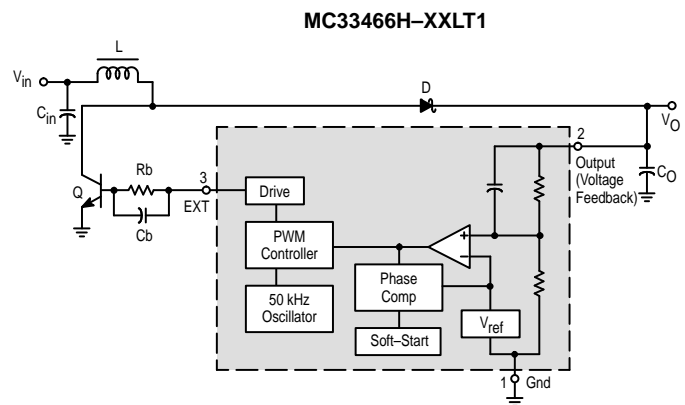 MC33466H–XXLT1
L
Vin
Cin
D
VO
2
Output
(Voltage
Feedback)
CO
Rb
3
Q
EXT
Cb
Drive
PWM
Controller
50 kHz
Oscillator
+
–
Phase
Comp
Soft–Start
Vref
1
Gnd